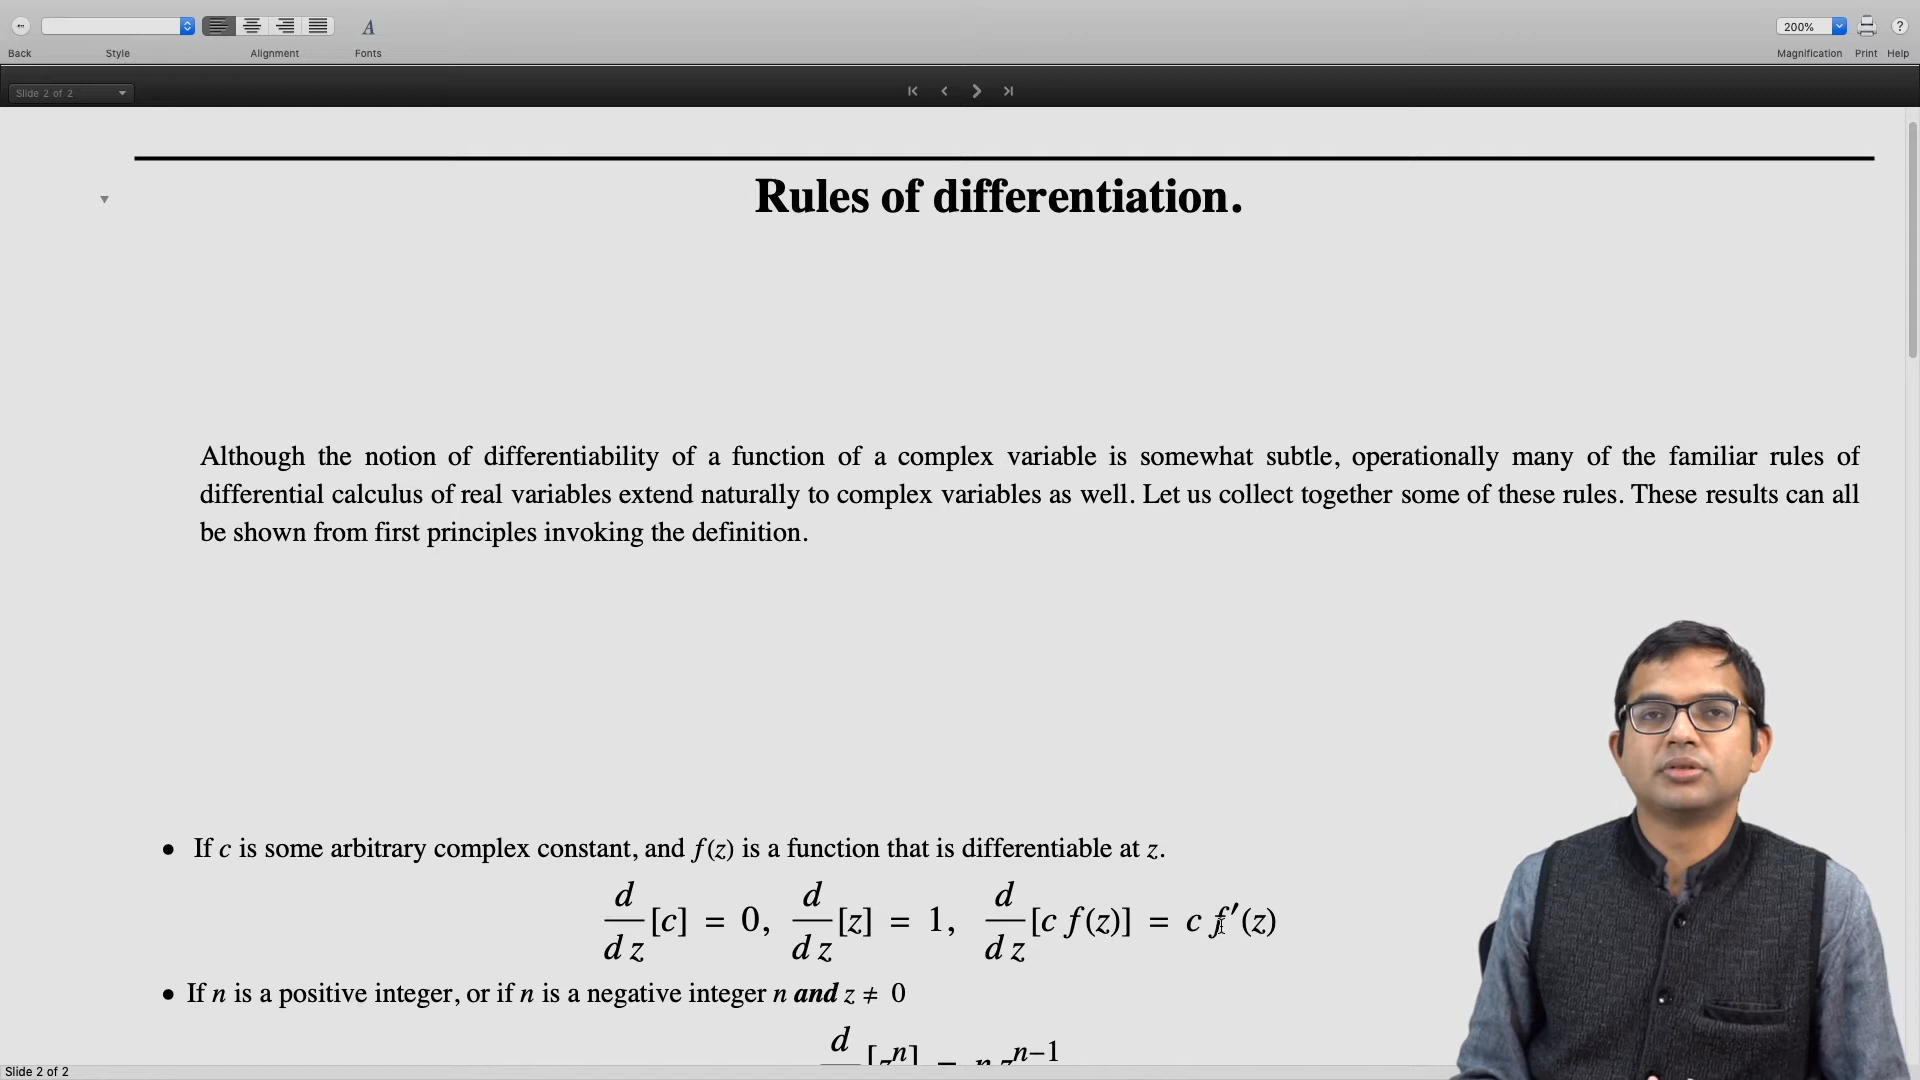 200%
Back Style Alignment Fonts Magnification Print Help
Slide 2 of 2
Rules of differentiation.
Although the notion of differentiability of a function of a complex variable is somewhat subtle, operationally many of the familiar rules of
differential calculus of real variables extend naturally to complex variables as well. Let us collect together some of these rules. These results can all
be shown from first principles invoking the definition.
• If c is some arbitrary complex constant, and f(z) is a function that is differentiable at z.
d/dz [c] = 0, d/dz [z] = 1, d/dz [c f(z)] = c f′(z)
• If n is a positive integer, or if n is a negative integer n and z ≠ 0
d [zⁿ] = n zⁿ⁻¹
Slide 2 of 2